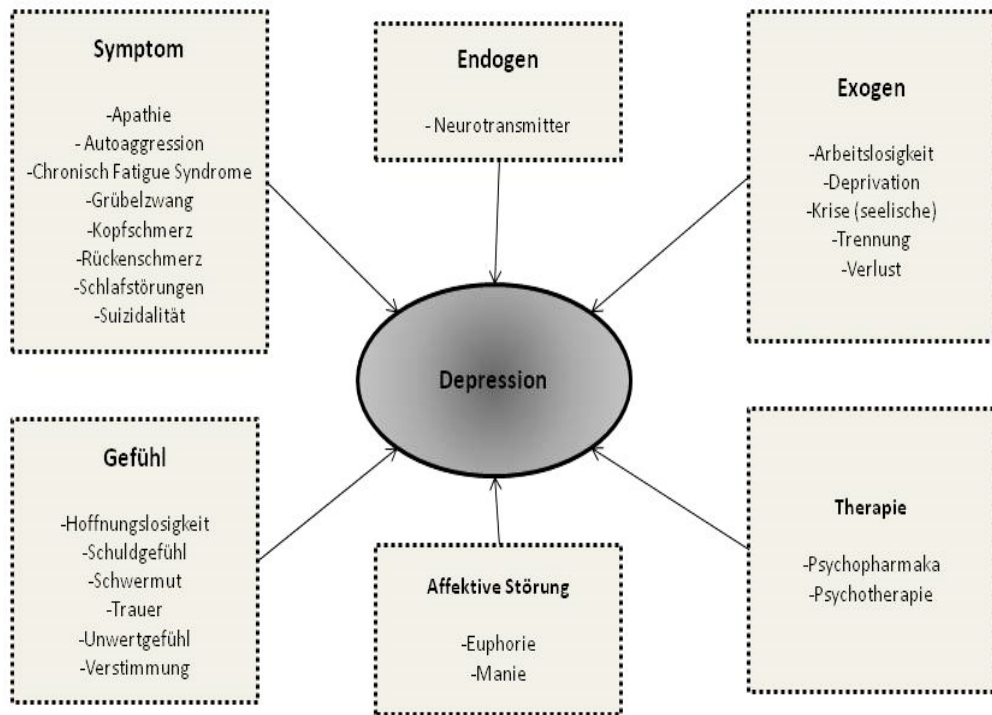 Symptom
-Apathie
- Autoaggression
-Chronisch Fatigue Syndrome
-Grübelzwang
-Kopfschmerz
-Rückenschmerz
-Schlafstörungen
-Suizidalität
Endogen
- Neurotransmitter
Exogen
-Arbeitslosigkeit
-Deprivation
-Krise (seelische)
-Trennung
-Verlust
Depression
Gefühl
-Hoffnungslosigkeit
-Schuldgefühl
-Schwermut
-Trauer
-Unwertgefühl
-Verstimmung
Affektive Störung
-Euphorie
-Manie
Therapie
-Psychopharmaka
-Psychotherapie